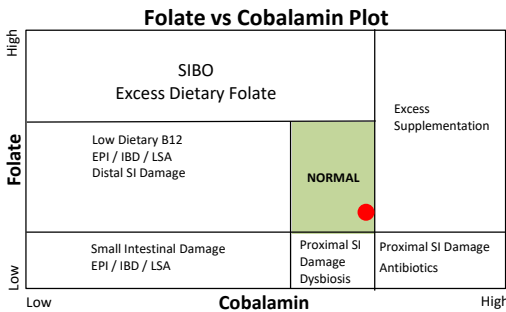 Folate vs Cobalamin Plot
High
SIBO
Excess Dietary Folate
Excess
Supplementation
Folate
Low Dietary B12
EPI / IBD / LSA
Distal SI Damage
NORMAL
Small Intestinal Damage
EPI / IBD / LSA
Proximal SI
Damage
Dysbiosis
Proximal SI Damage
Antibiotics
Low
Low
Cobalamin
High